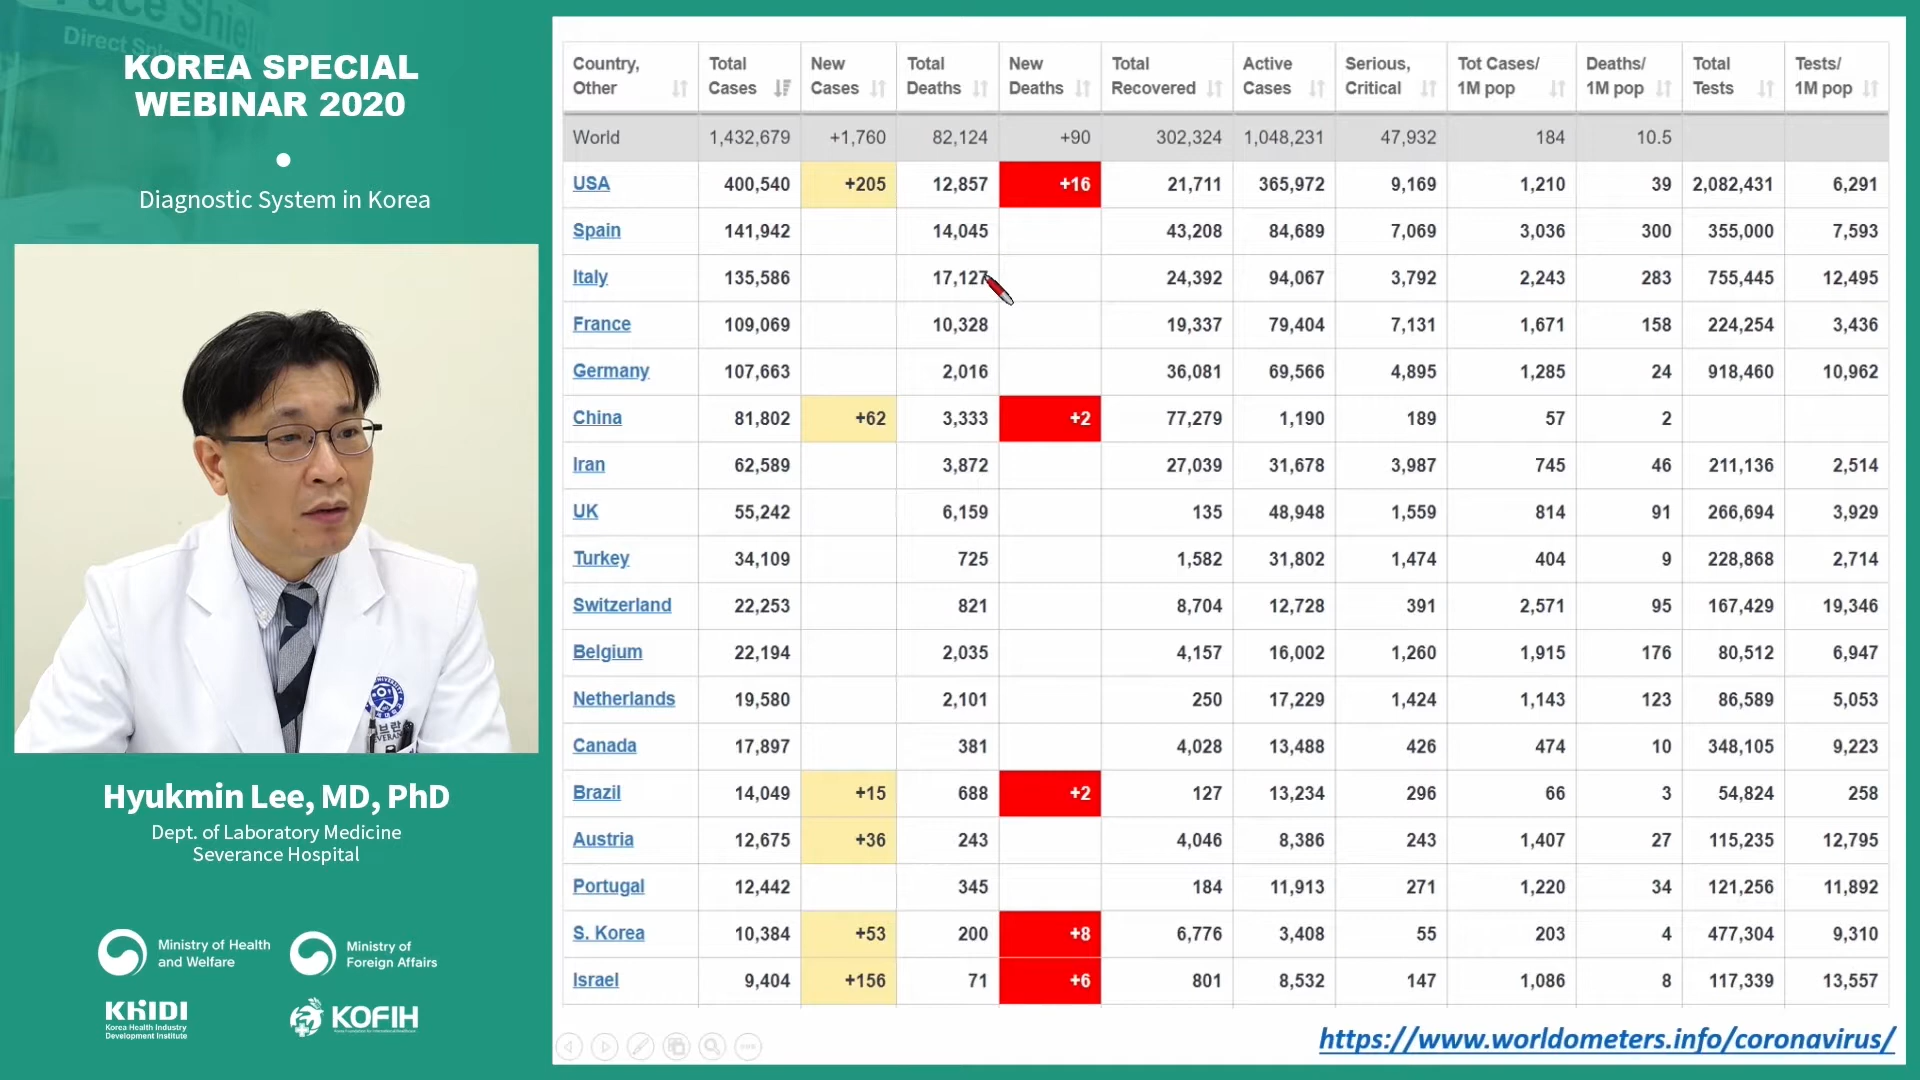 Face Shield
Direct
KOREA SPECIAL
WEBINAR 2020
Diagnostic System in Korea
Hyukmin Lee, MD, PhD
Dept. of Laboratory Medicine
Severance Hospital
Ministry of Health
and Welfare
Ministry of
Foreign Affairs
KHIDI
Korea Health Industry
Development Institute
KOFIH
Country, Other Total Cases New Cases Total Deaths New Deaths Total Recovered Active Cases Serious, Critical Tot Cases/ 1M pop Deaths/ 1M pop Total Tests Tests/ 1M pop
World 1,432,679 +1,760 82,124 +90 302,324 1,048,231 47,932 184 10.5
USA 400,540 +205 12,857 +16 21,711 365,972 9,169 1,210 39 2,082,431 6,291
Spain 141,942 14,045 43,208 84,689 7,069 3,036 300 355,000 7,593
Italy 135,586 17,127 24,392 94,067 3,792 2,243 283 755,445 12,495
France 109,069 10,328 19,337 79,404 7,131 1,671 158 224,254 3,436
Germany 107,663 2,016 36,081 69,566 4,895 1,285 24 918,460 10,962
China 81,802 +62 3,333 +2 77,279 1,190 189 57 2
Iran 62,589 3,872 27,039 31,678 3,987 745 46 211,136 2,514
UK 55,242 6,159 135 48,948 1,559 814 91 266,694 3,929
Turkey 34,109 725 1,582 31,802 1,474 404 9 228,868 2,714
Switzerland 22,253 821 8,704 12,728 391 2,571 95 167,429 19,346
Belgium 22,194 2,035 4,157 16,002 1,260 1,915 176 80,512 6,947
Netherlands 19,580 2,101 250 17,229 1,424 1,143 123 86,589 5,053
Canada 17,897 381 4,028 13,488 426 474 10 348,105 9,223
Brazil 14,049 +15 688 +2 127 13,234 296 66 3 54,824 258
Austria 12,675 +36 243 4,046 8,386 243 1,407 27 115,235 12,795
Portugal 12,442 345 184 11,913 271 1,220 34 121,256 11,892
S. Korea 10,384 +53 200 +8 6,776 3,408 55 203 4 477,304 9,310
Israel 9,404 +156 71 +6 801 8,532 147 1,086 8 117,339 13,557
https://www.worldometers.info/coronavirus/